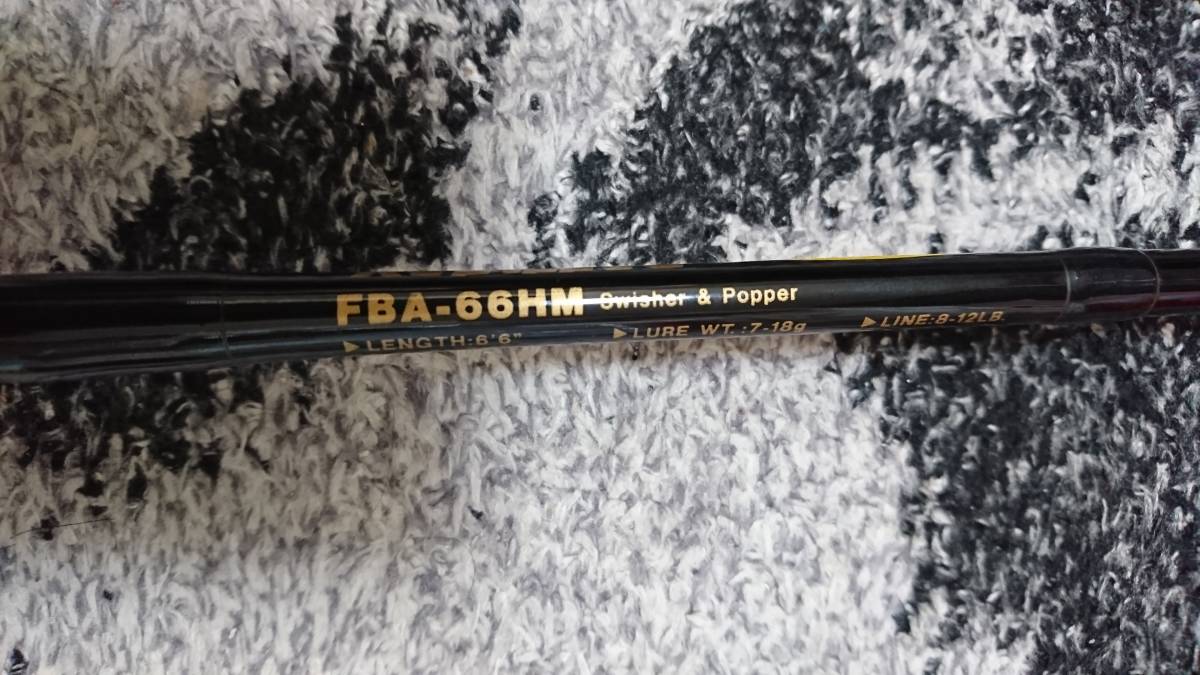 FBA-66HM Swisher & Popper
▶LENGTH:6'6" ▶LURE WT.:7-18g ▶LINE:8-12LB.